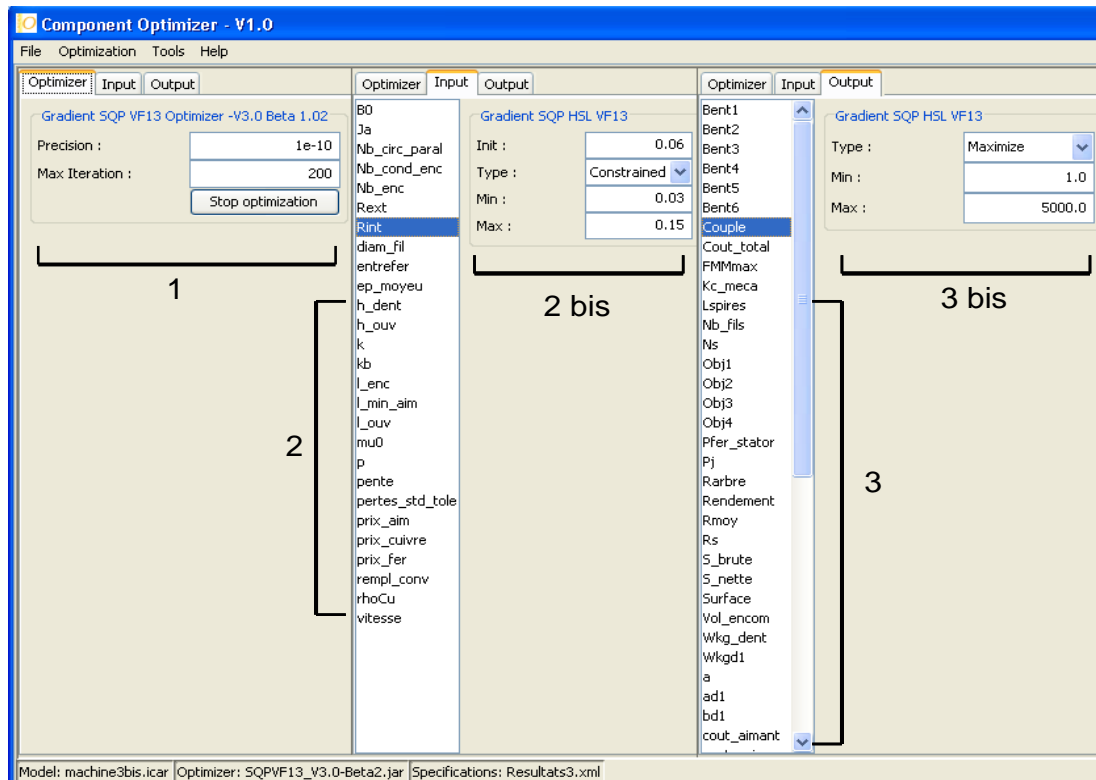 Component Optimizer - V1.0
File Optimization Tools Help
Optimizer Input Output
Gradient SQP VF13 Optimizer -V3.0 Beta 1.02
Precision : 1e-10
Max Iteration : 200
Stop optimization
1
Optimizer Input Output
B0
Ja
Nb_circ_paral
Nb_cond_enc
Nb_enc
Rext
Rint
diam_fil
entrefer
ep_moyeu
h_dent
h_ouv
k
kb
l_enc
l_min_aim
l_ouv
mu0
p
pente
pertes_std_tole
prix_aim
prix_cuivre
prix_fer
rempl_conv
rhoCu
vitesse
2
Gradient SQP HSL VF13
Init : 0.06
Type : Constrained
Min : 0.03
Max : 0.15
2 bis
Optimizer Input Output
Bent1
Bent2
Bent3
Bent4
Bent5
Bent6
Couple
Cout_total
FMMmax
Kc_meca
Lspires
Nb_fils
Ns
Obj1
Obj2
Obj3
Obj4
Pfer_stator
Pj
Rarbre
Rendement
Rmoy
Rs
S_brute
S_nette
Surface
Vol_encom
Wkg_dent
Wkgd1
a
ad1
bd1
cout_aimant
3
Gradient SQP HSL VF13
Type : Maximize
Min : 1.0
Max : 5000.0
3 bis
Model: machine3bis.icar Optimizer: SQPVF13_V3.0-Beta2.jar Specifications: Resultats3.xml